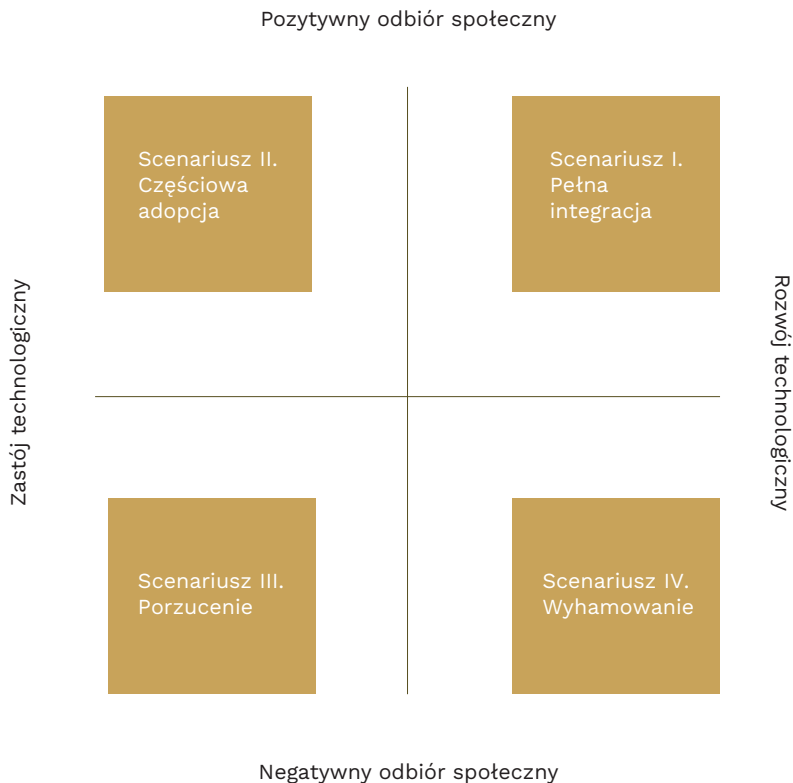 Pozytywny odbiór społeczny
Scenariusz II.
Częściowa
adopcja
Scenariusz I.
Pełna
integracja
Zastój technologiczny
Rozwój technologiczny
Scenariusz III.
Porzucenie
Scenariusz IV.
Wyhamowanie
Negatywny odbiór społeczny